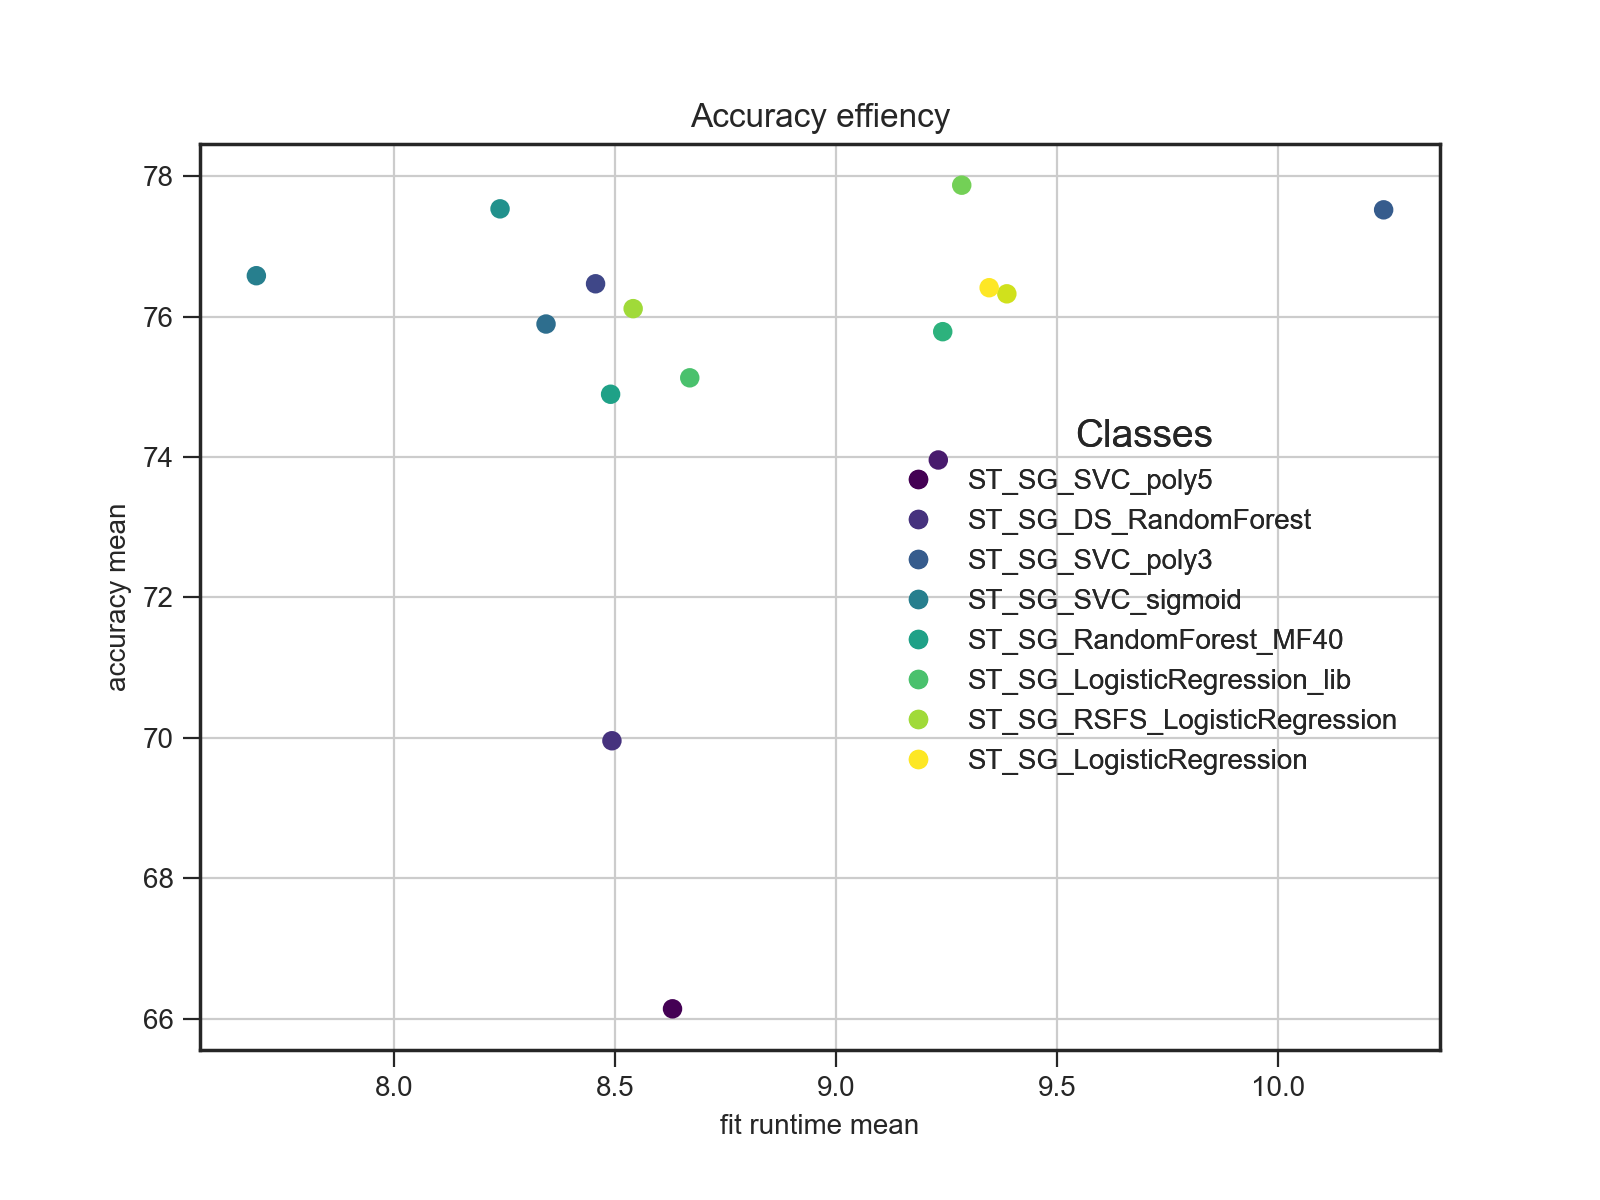 Accuracy effiency
78
76
74
72
70
68
66
accuracy mean
Classes
ST_SG_SVC_poly5
ST_SG_DS_RandomForest
ST_SG_SVC_poly3
ST_SG_SVC_sigmoid
ST_SG_RandomForest_MF40
ST_SG_LogisticRegression_lib
ST_SG_RSFS_LogisticRegression
ST_SG_LogisticRegression
8.0 8.5 9.0 9.5 10.0
fit runtime mean